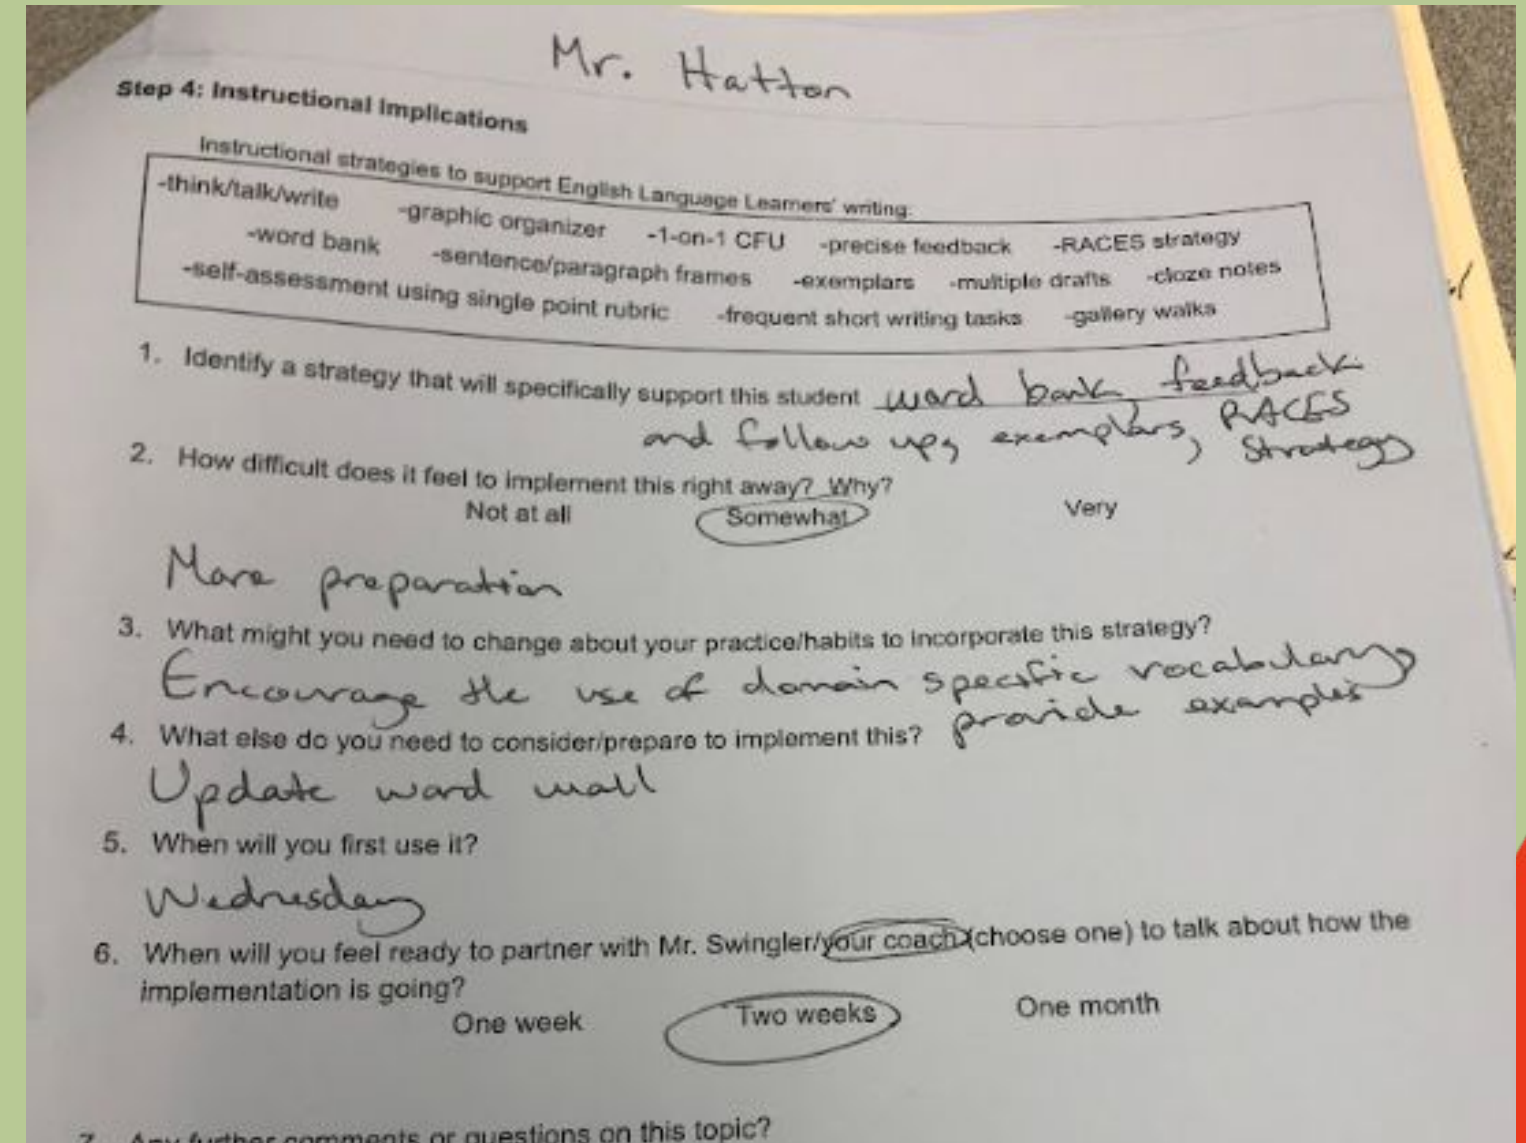 Mr. Hatton
Step 4: Instructional Implications
Instructional strategies to support English Language Learners' writing:
-think/talk/write -graphic organizer -1-on-1 CFU -precise feedback -RACES strategy
-word bank -sentence/paragraph frames -exemplars -multiple drafts -cloze notes
-self-assessment using single point rubric -frequent short writing tasks -gallery walks
1. Identify a strategy that will specifically support this student word bank, feedback
and follow ups, exemplars, RACES
Strategy
2. How difficult does it feel to implement this right away? Why?
Not at all Somewhat Very
More preparation
3. What might you need to change about your practice/habits to incorporate this strategy?
Encourage the use of domain specific vocabulary,
provide examples
4. What else do you need to consider/prepare to implement this?
Update word wall
5. When will you first use it?
Wednesday
6. When will you feel ready to partner with Mr. Swingler/your coach (choose one) to talk about how the
implementation is going?
One week Two weeks One month
7. Any further comments or questions on this topic?